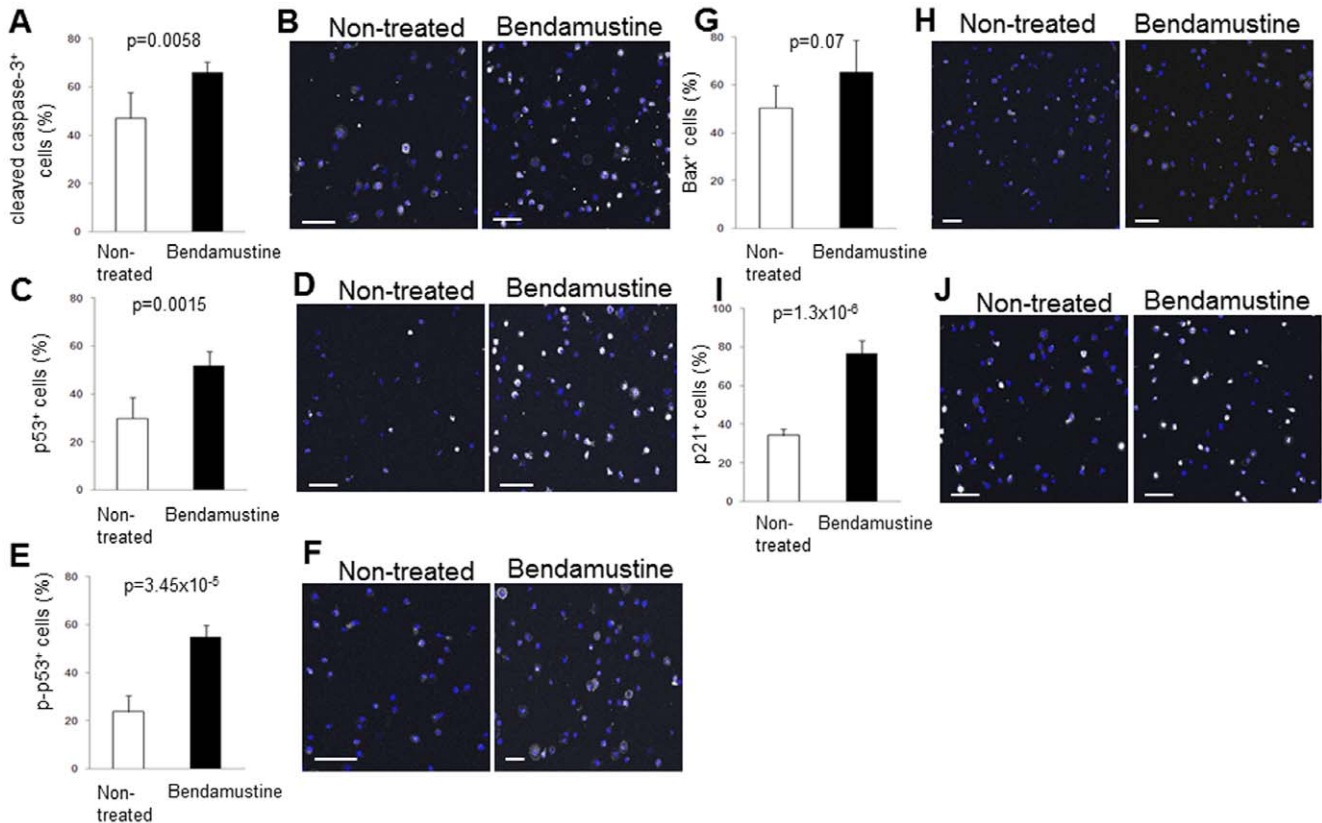 A
p=0.0058
cleaved caspase-3⁺
cells (%)
80
60
40
20
0
Non-
treated
Bendamustine
B
Non-treated
Bendamustine
C
p=0.0015
p53⁺ cells (%)
80
60
40
20
0
Non-
treated
Bendamustine
D
Non-treated
Bendamustine
E
p=3.45x10⁻⁵
p-p53⁺ cells (%)
80
60
40
20
0
Non-
treated
Bendamustine
F
Non-treated
Bendamustine
G
p=0.07
Bax⁺ cells (%)
80
60
40
20
0
Non-
treated
Bendamustine
H
Non-treated
Bendamustine
I
p=1.3x10⁻⁶
p21⁺ cells (%)
100
80
60
40
20
0
Non-
treated
Bendamustine
J
Non-treated
Bendamustine